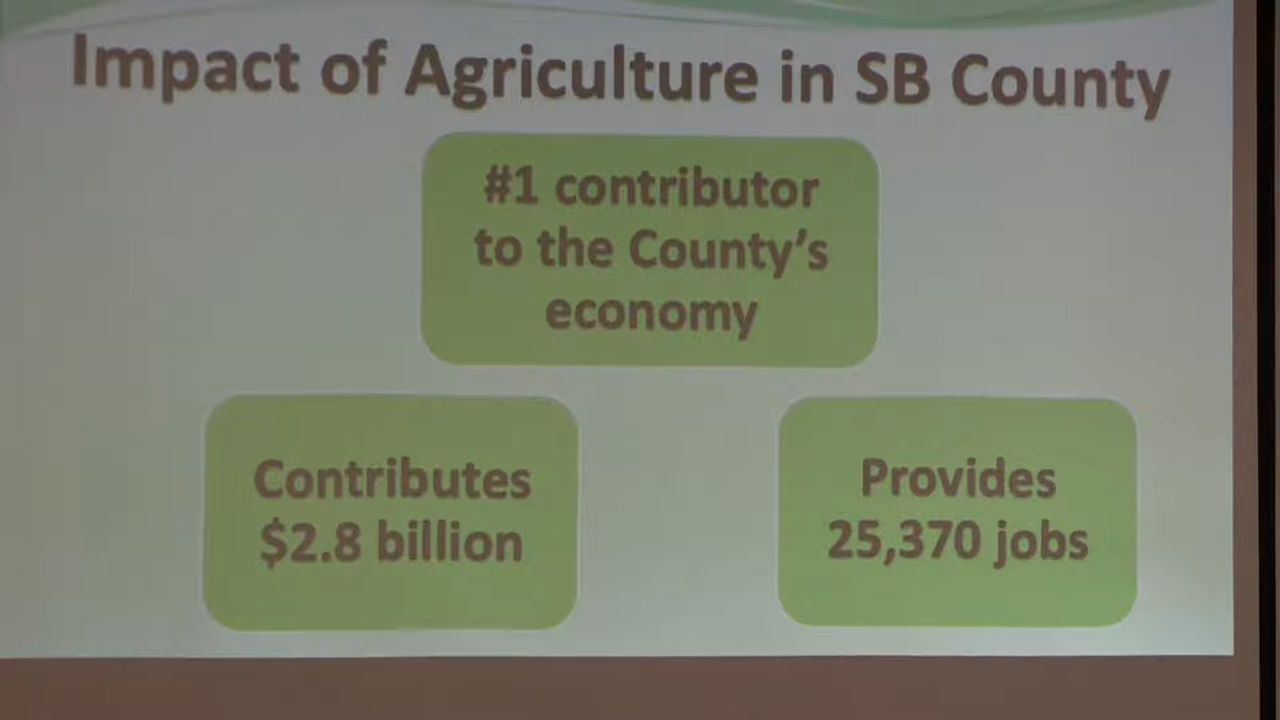 Impact of Agriculture in SB County
#1 contributor
to the County's
economy
Contributes
$2.8 billion
Provides
25,370 jobs